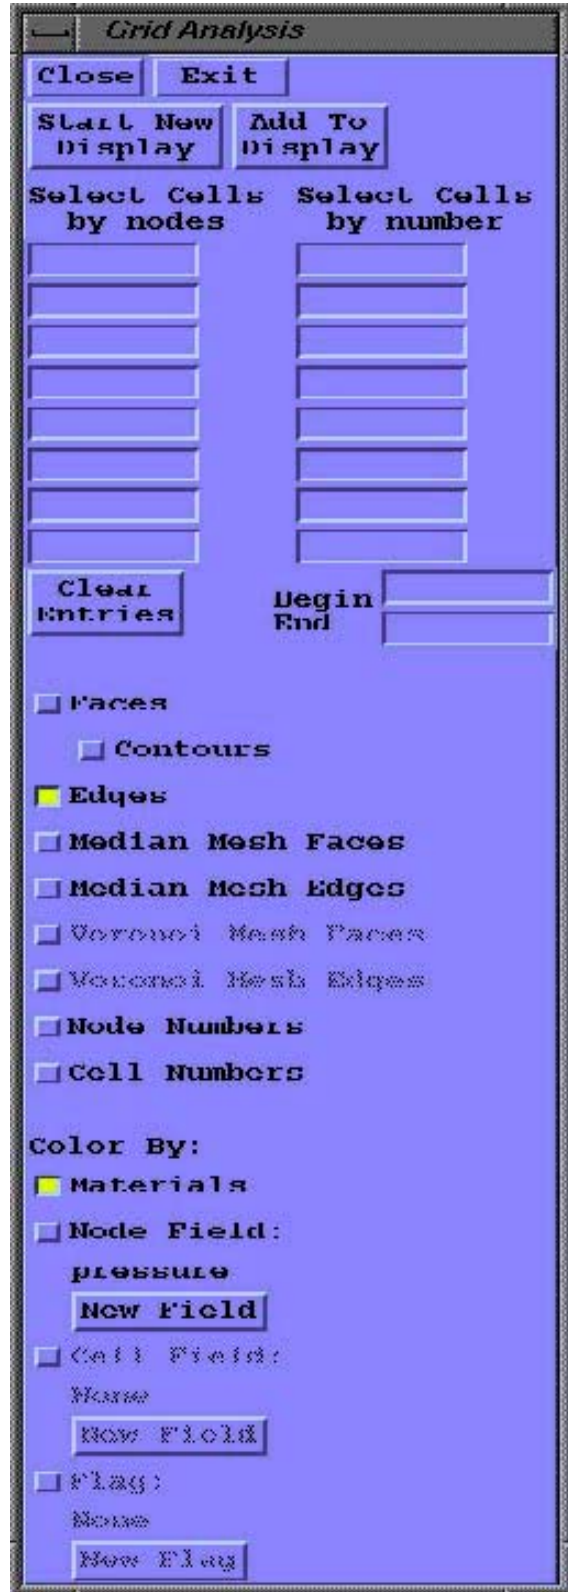 Grid Analysis
Close Exit
Start New Add To
Display Display
Select Cells Select Cells
by nodes by number
Clear
Entries
Begin
End
Faces
Contours
Edges
Median Mesh Faces
Median Mesh Edges
Voronoi Mesh Faces
Voronoi Mesh Edges
Node Numbers
Cell Numbers
Color By:
Materials
Node Field:
pressure
New Field
Cell Field:
None
New Field
Flag:
None
New Flag